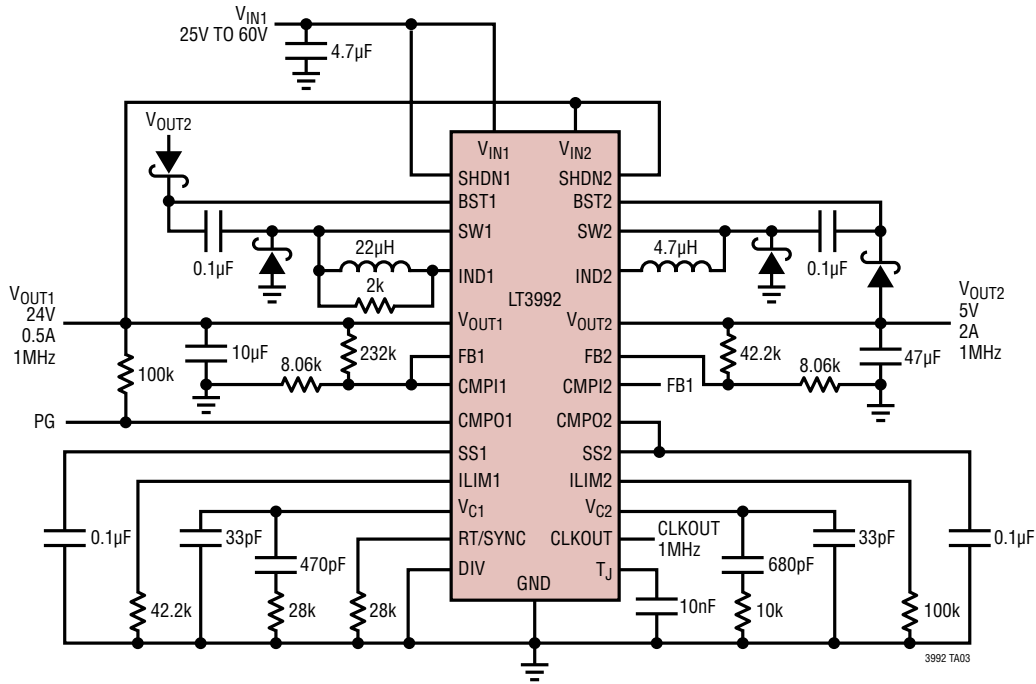 VIN1
25V TO 60V
4.7µF
VOUT2
VIN1
VIN2
SHDN1
SHDN2
BST1
BST2
SW1
SW2
0.1µF
22µH
4.7µH
0.1µF
IND1
IND2
2k
LT3992
VOUT1
24V
0.5A
1MHz
VOUT1
VOUT2
VOUT2
5V
2A
1MHz
10µF
232k
42.2k
47µF
100k
8.06k
8.06k
FB1
FB2
CMPI1
CMPI2
FB1
PG
CMPO1
CMPO2
SS1
SS2
ILIM1
ILIM2
VC1
VC2
0.1µF
33pF
RT/SYNC
CLKOUT
CLKOUT
1MHz
33pF
0.1µF
470pF
DIV
TJ
680pF
GND
42.2k
28k
28k
10nF
10k
100k
3992 TA03